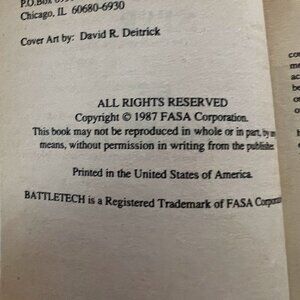 P.O.Box
Chicago, IL 60680-6930
Cover Art by: David R. Deitrick
ALL RIGHTS RESERVED
Copyright © 1987 FASA Corporation.
This book may not be reproduced in whole or in part, by
means, without permission in writing from the publisher.
Printed in the United States of America.
BATTLETECH is a Registered Trademark of FASA